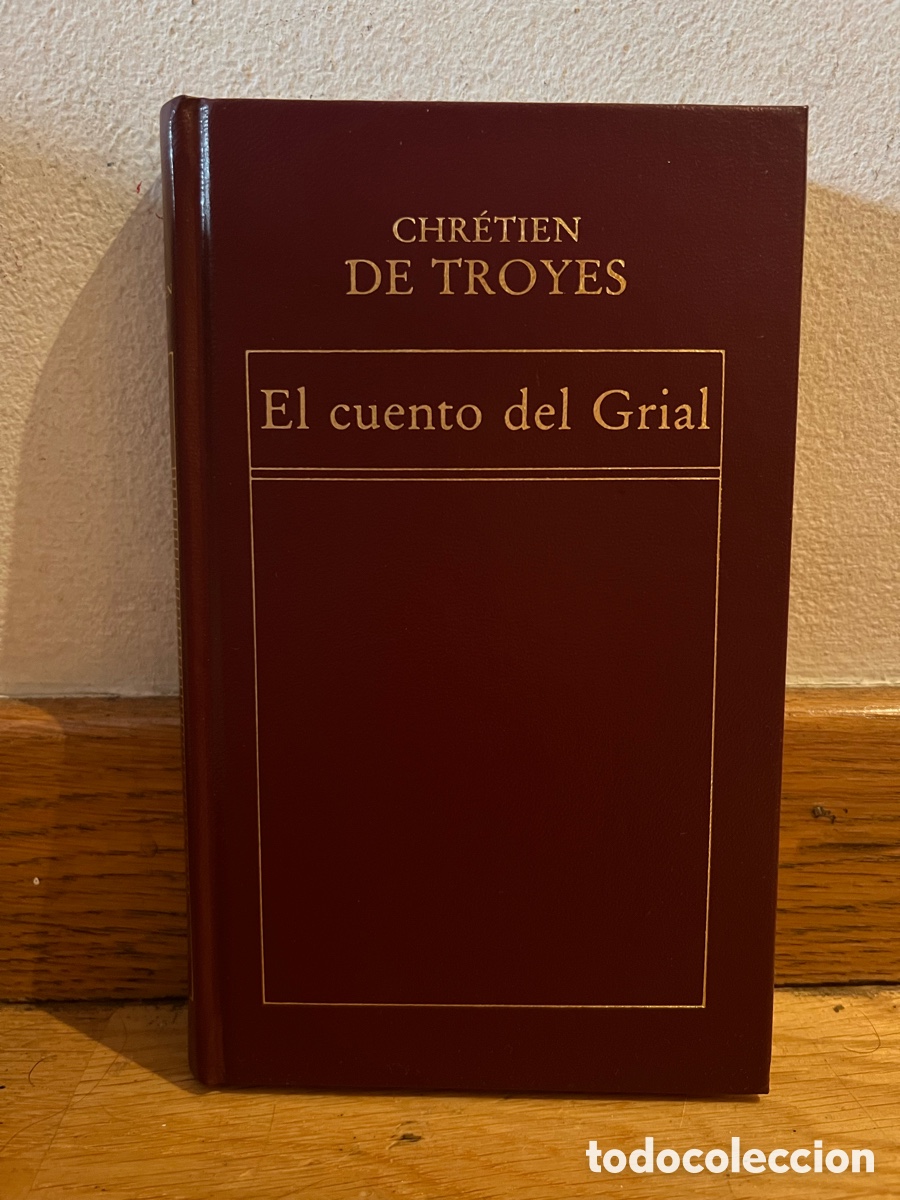 CHRÉTIEN
DE TROYES
El cuento del Grial
todocoleccion